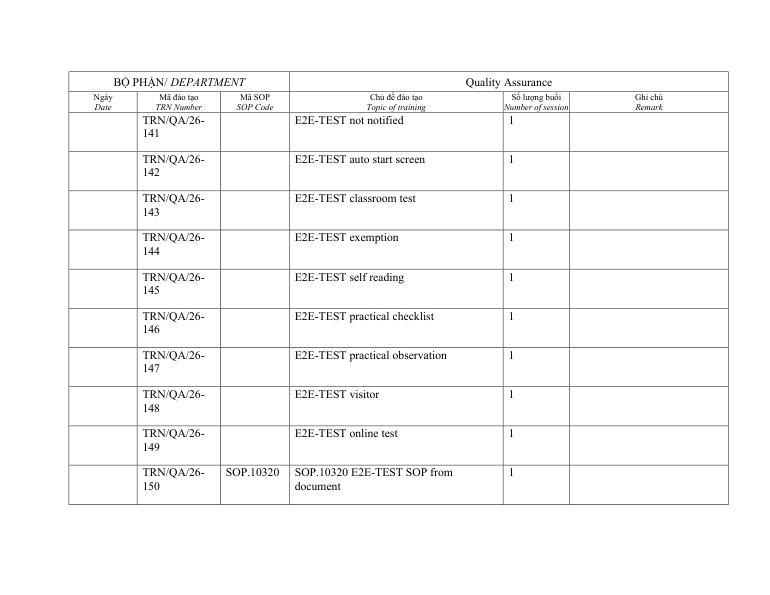 BỘ PHẬN/ DEPARTMENT Quality Assurance
Ngày Mã đào tạo Mã SOP Chủ đề đào tạo Số lượng buổi Ghi chú
Date TRN Number SOP Code Topic of training Number of session Remark
TRN/QA/26- E2E-TEST not notified 1
141
TRN/QA/26- E2E-TEST auto start screen 1
142
TRN/QA/26- E2E-TEST classroom test 1
143
TRN/QA/26- E2E-TEST exemption 1
144
TRN/QA/26- E2E-TEST self reading 1
145
TRN/QA/26- E2E-TEST practical checklist 1
146
TRN/QA/26- E2E-TEST practical observation 1
147
TRN/QA/26- E2E-TEST visitor 1
148
TRN/QA/26- E2E-TEST online test 1
149
TRN/QA/26- SOP.10320 SOP.10320 E2E-TEST SOP from 1
150 document